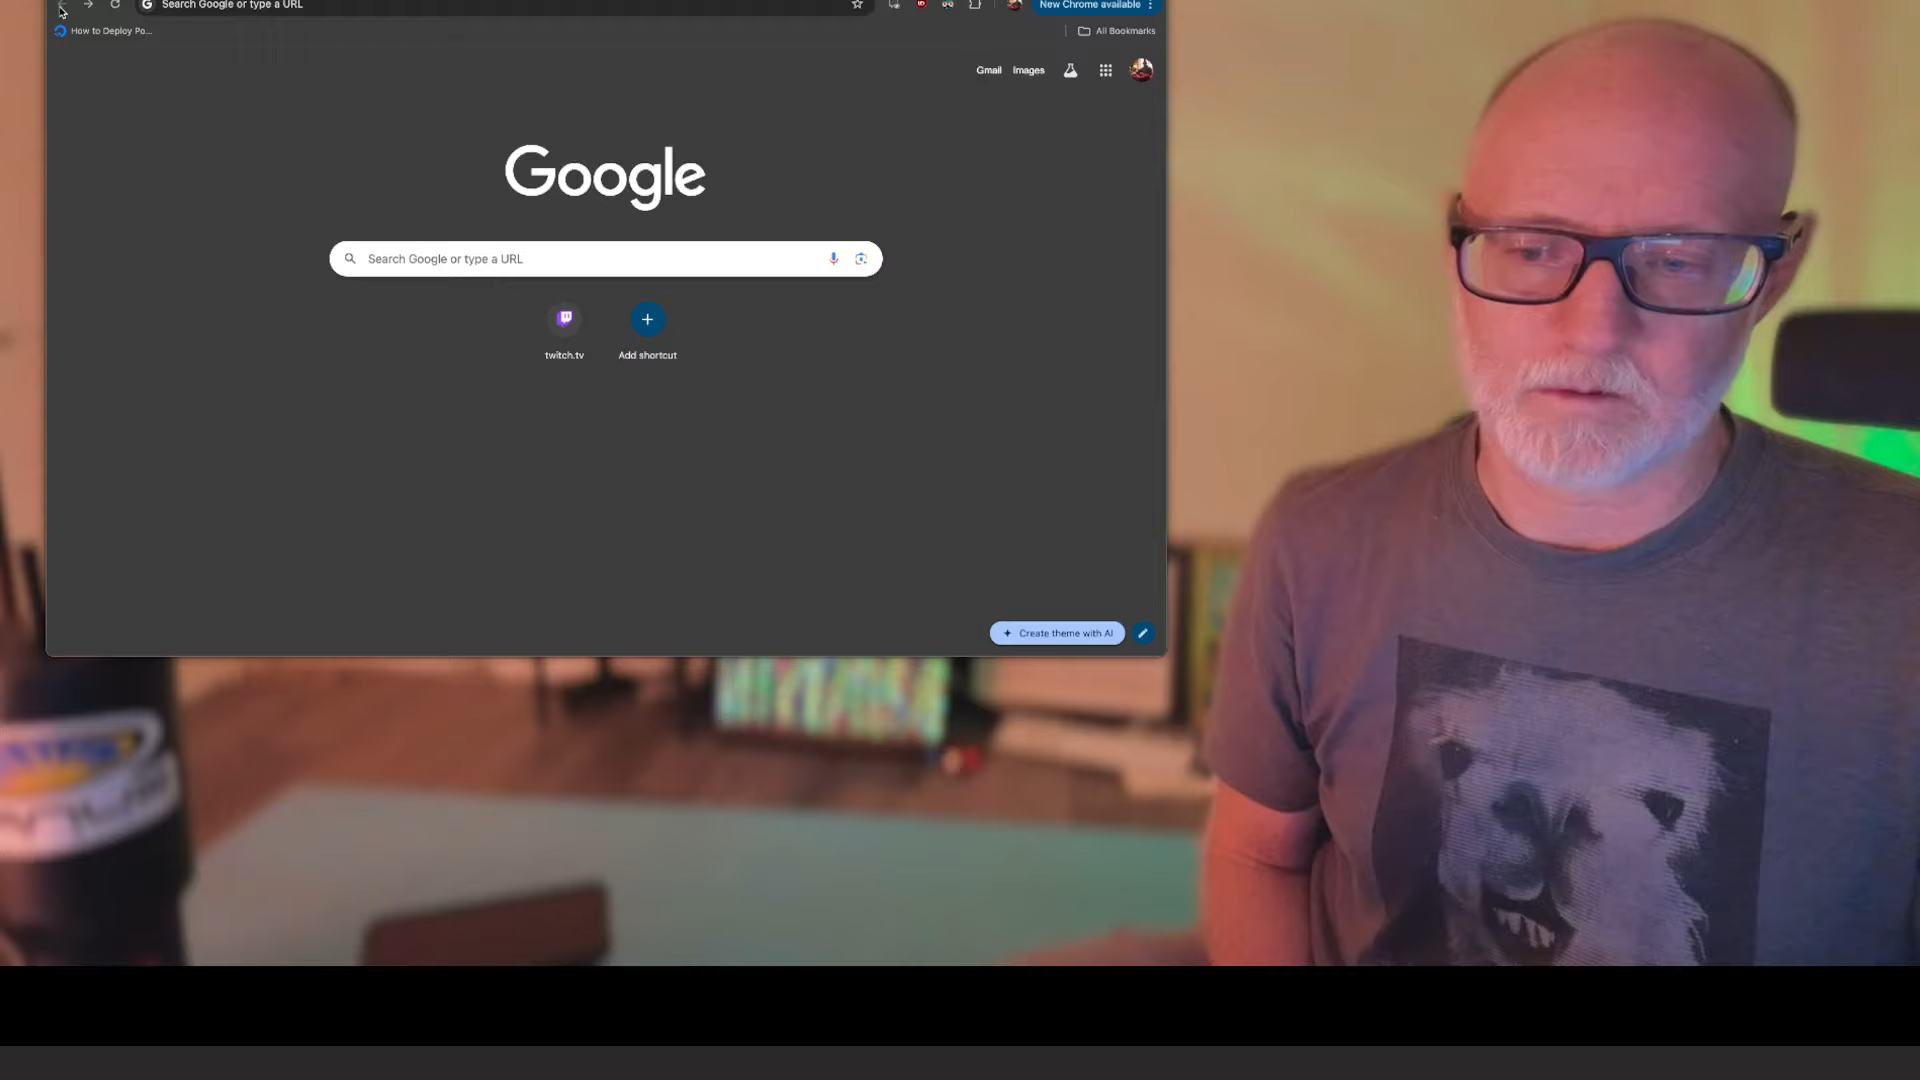 Search Google or type a URL
New Chrome available
How to Deploy Po...
All Bookmarks
Gmail
Images
Google
Search Google or type a URL
twitch.tv
Add shortcut
Create theme with AI